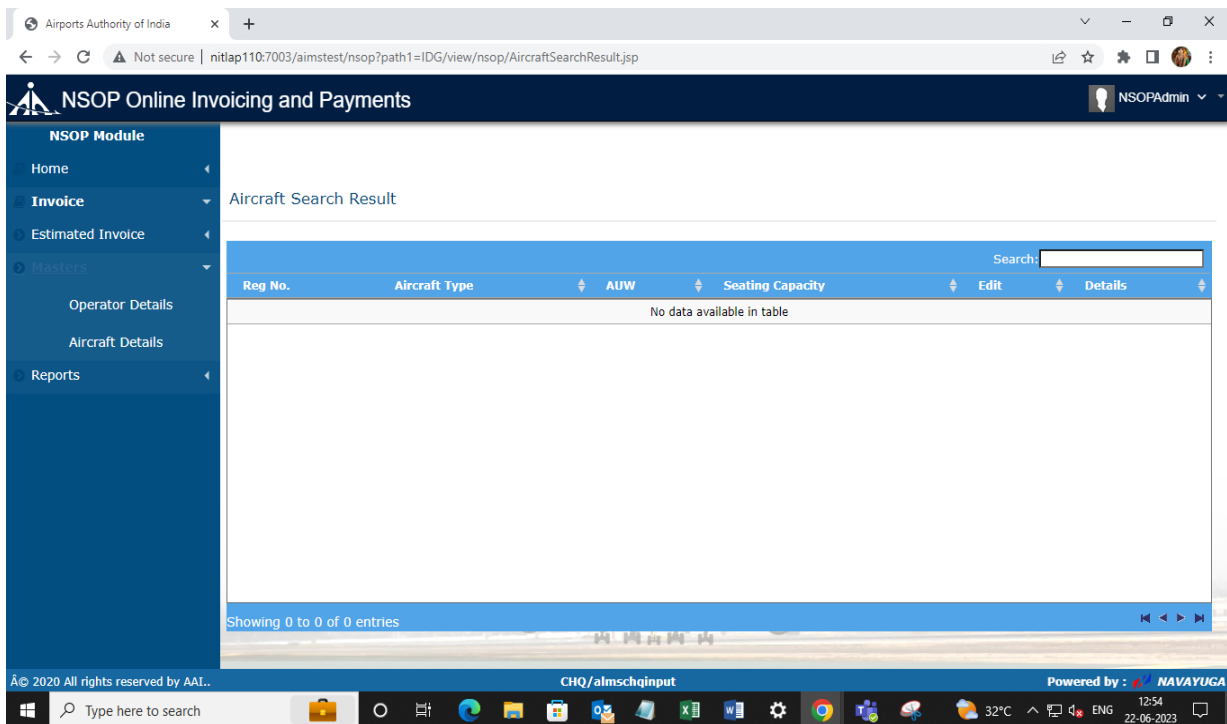 Airports Authority of India
Not secure | nitlap110:7003/aimstest/nsop?path1=IDG/view/nsop/AircraftSearchResult.jsp
NSOP Online Invoicing and Payments
NSOPAdmin
NSOP Module
Home
Invoice
Estimated Invoice
Masters
Operator Details
Aircraft Details
Reports
Aircraft Search Result
Search:
Reg No. Aircraft Type AUW Seating Capacity Edit Details
No data available in table
Showing 0 to 0 of 0 entries
Â© 2020 All rights reserved by AAI.. CHQ/almschqinput Powered by : NAVAYUGA
Type here to search 32°C ENG 12:54
22-06-2023